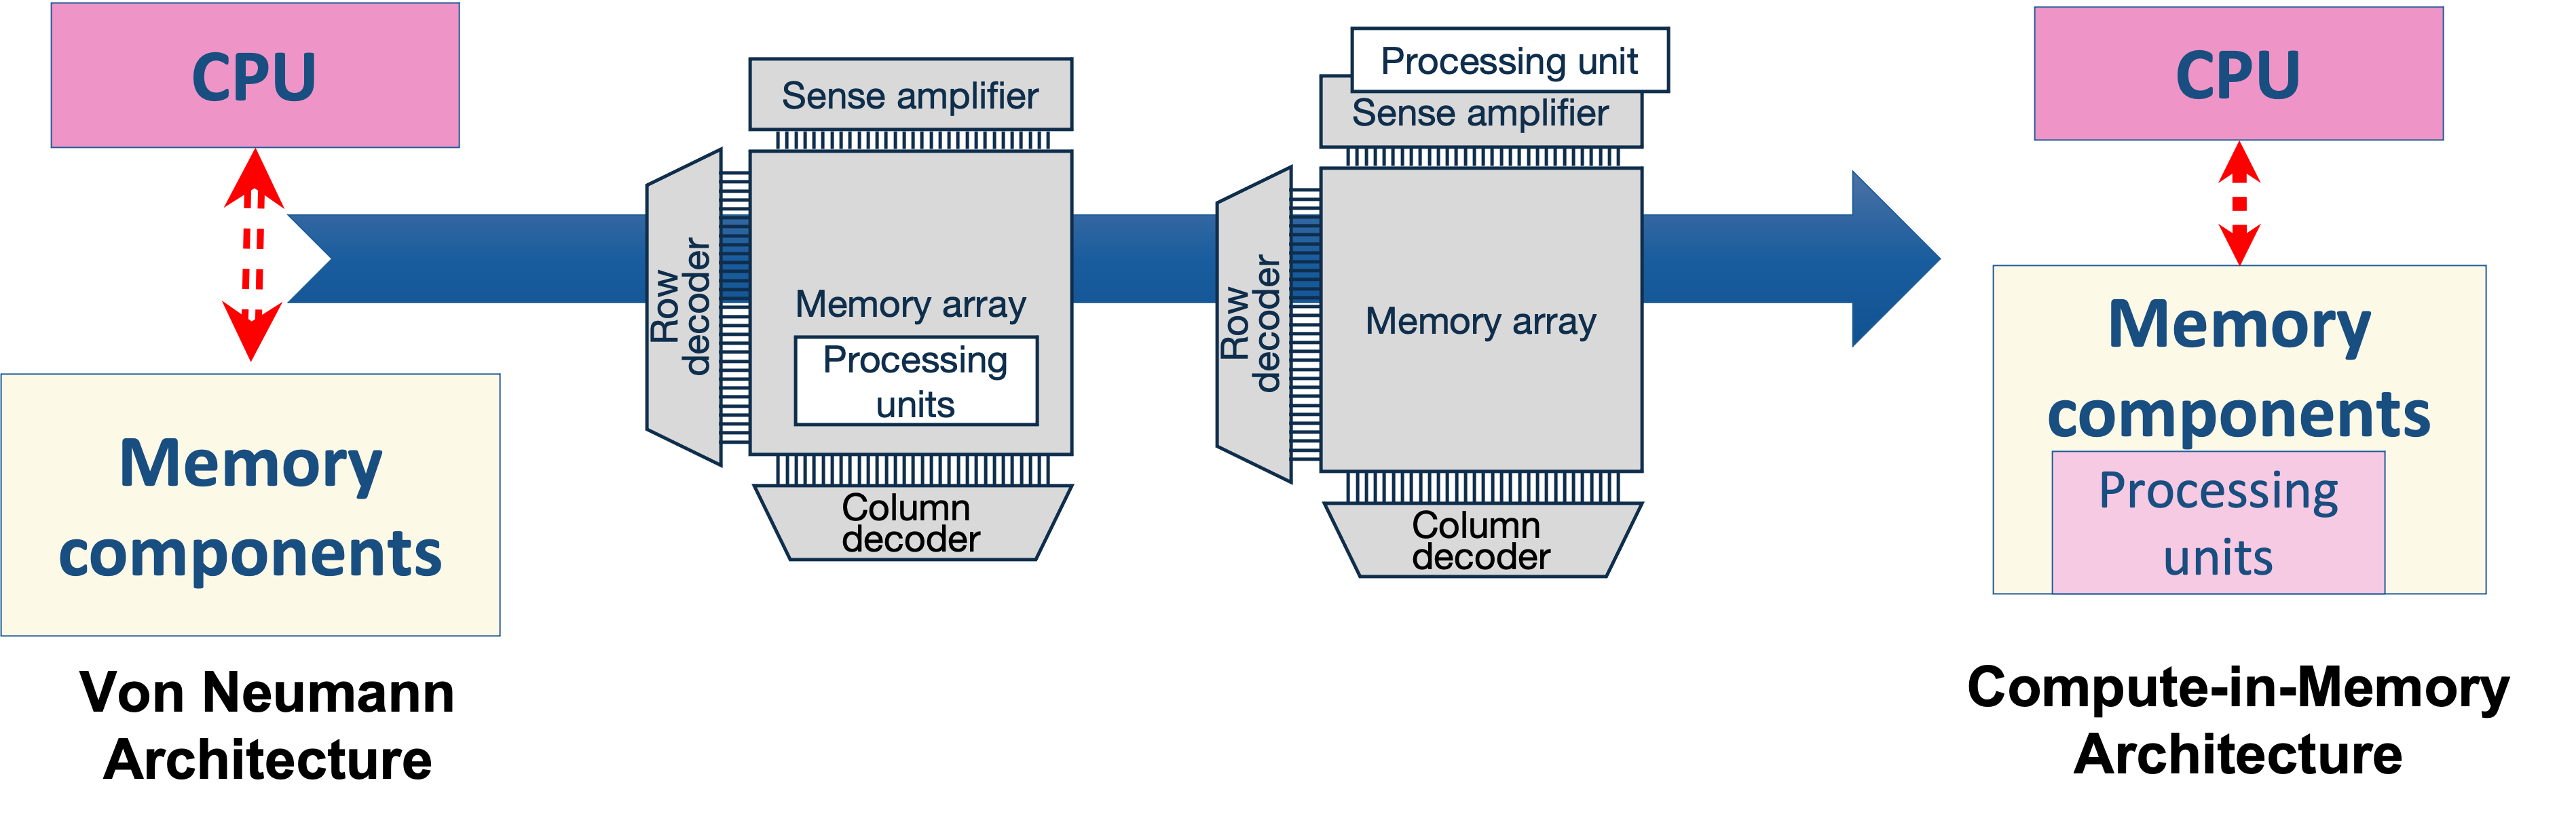 CPU
Memory
components
Von Neumann
Architecture
Sense amplifier
Row
decoder
Memory array
Processing
units
Column
decoder
Processing unit
Sense amplifier
Row
decoder
Memory array
Column
decoder
CPU
Memory
components
Processing
units
Compute-in-Memory
Architecture